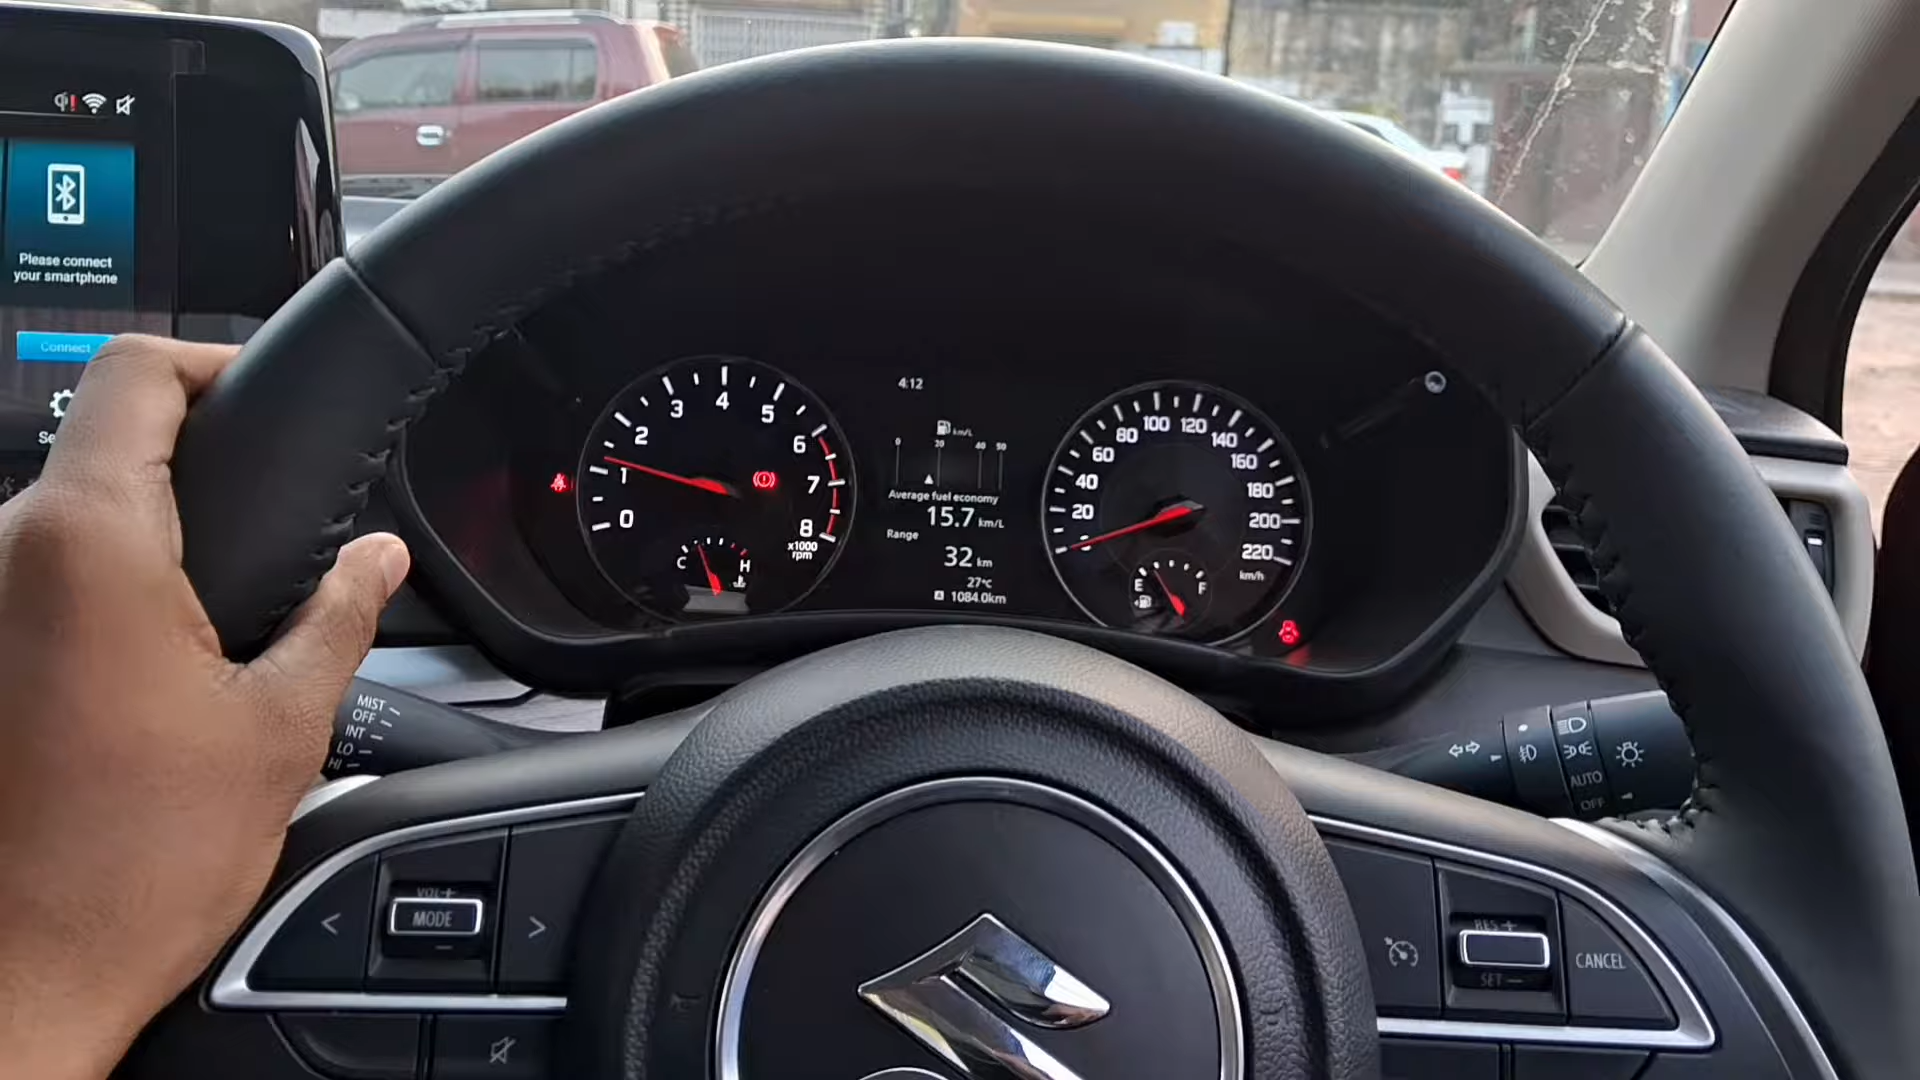 Please connect
your smartphone
Connect
Se
4:12
km/L
0 20 40 50
Average fuel economy
15.7 km/L
Range
32 km
27°C
A 1084.0km
0
1
2
3
4
5
6
7
8
x1000
rpm
C H
20
40
60
80
100
120
140
160
180
200
220
km/h
E F
MIST
OFF
INT
LO
HI
AUTO
OFF
VOL+
MODE
<
>
RES +
SET -
CANCEL